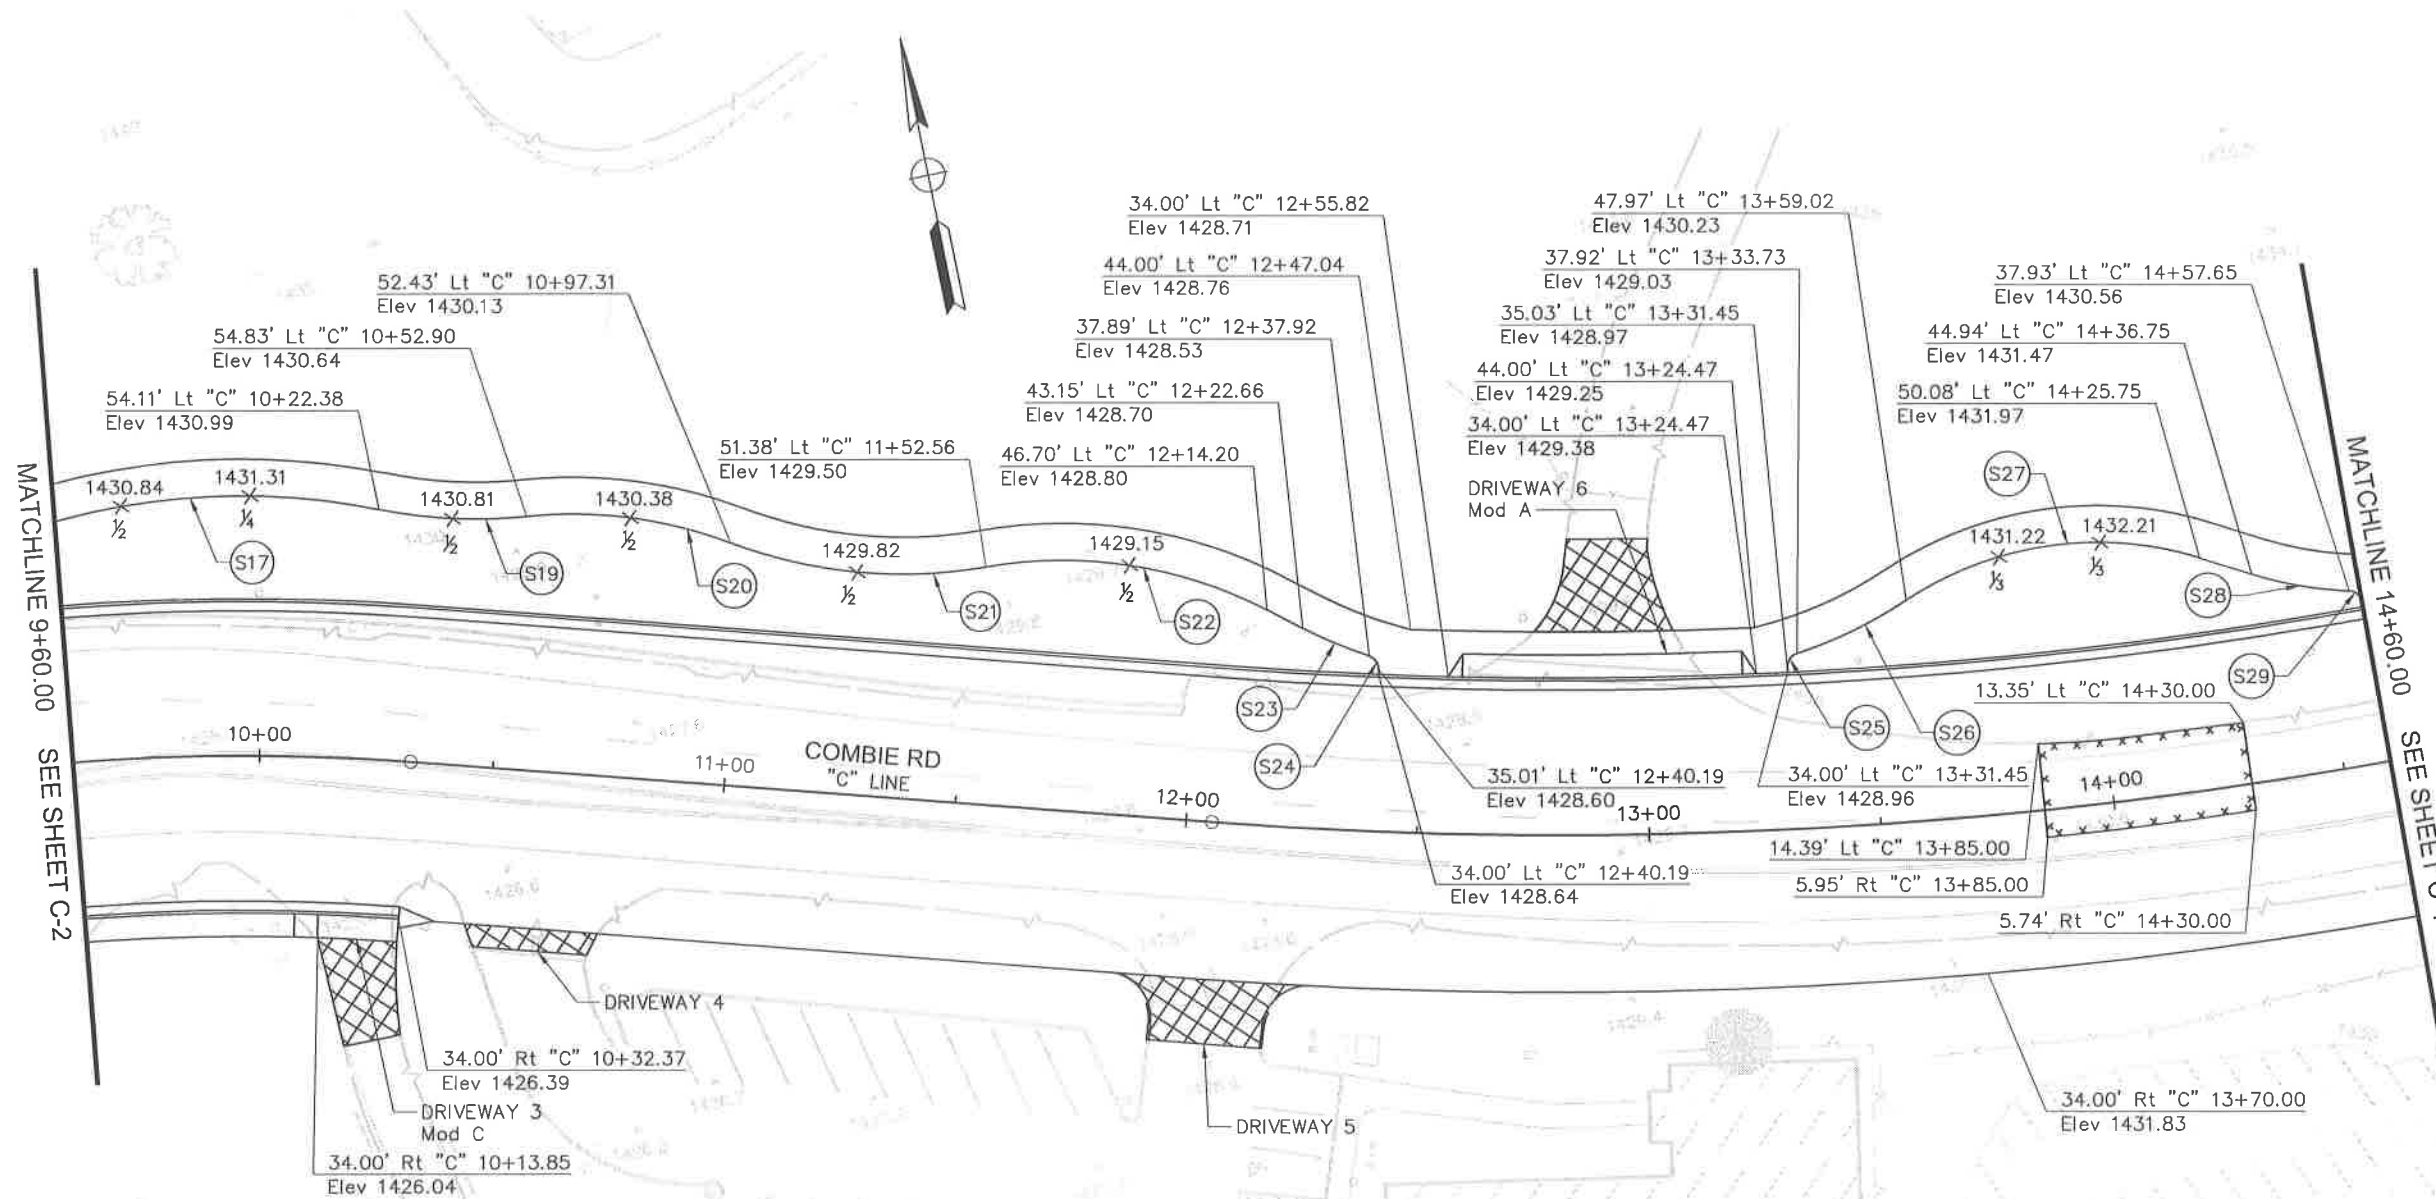 34.00' Lt "C" 12+55.82
Elev 1428.71
47.97' Lt "C" 13+59.02
Elev 1430.23
44.00' Lt "C" 12+47.04
Elev 1428.76
37.92' Lt "C" 13+33.73
Elev 1429.03
37.93' Lt "C" 14+57.65
Elev 1430.56
52.43' Lt "C" 10+97.31
Elev 1430.13
37.89' Lt "C" 12+37.92
Elev 1428.53
35.03' Lt "C" 13+31.45
Elev 1428.97
44.94' Lt "C" 14+36.75
Elev 1431.47
54.83' Lt "C" 10+52.90
Elev 1430.64
44.00' Lt "C" 13+24.47
Elev 1429.25
54.11' Lt "C" 10+22.38
Elev 1430.99
43.15' Lt "C" 12+22.66
Elev 1428.70
50.08' Lt "C" 14+25.75
Elev 1431.97
34.00' Lt "C" 13+24.47
Elev 1429.38
51.38' Lt "C" 11+52.56
Elev 1429.50
46.70' Lt "C" 12+14.20
Elev 1428.80
DRIVEWAY 6
Mod A
MATCHLINE 9+60.00 SEE SHEET C-2
1430.84
½
1431.31
¼
1430.81
½
1430.38
½
1429.82
½
1429.15
½
1431.22
⅓
1432.21
⅓
S17
S19
S20
S21
S22
S23
S24
S25
S26
S27
S28
S29
MATCHLINE 14+60.00 SEE SHEET
10+00
11+00
COMBIE RD
"C" LINE
12+00
13+00
14+00
13.35' Lt "C" 14+30.00
35.01' Lt "C" 12+40.19
Elev 1428.60
34.00' Lt "C" 13+31.45
Elev 1428.96
14.39' Lt "C" 13+85.00
34.00' Lt "C" 12+40.19
Elev 1428.64
5.95' Rt "C" 13+85.00
5.74' Rt "C" 14+30.00
DRIVEWAY 4
34.00' Rt "C" 10+32.37
Elev 1426.39
DRIVEWAY 3
Mod C
DRIVEWAY 5
34.00' Rt "C" 13+70.00
Elev 1431.83
34.00' Rt "C" 10+13.85
Elev 1426.04